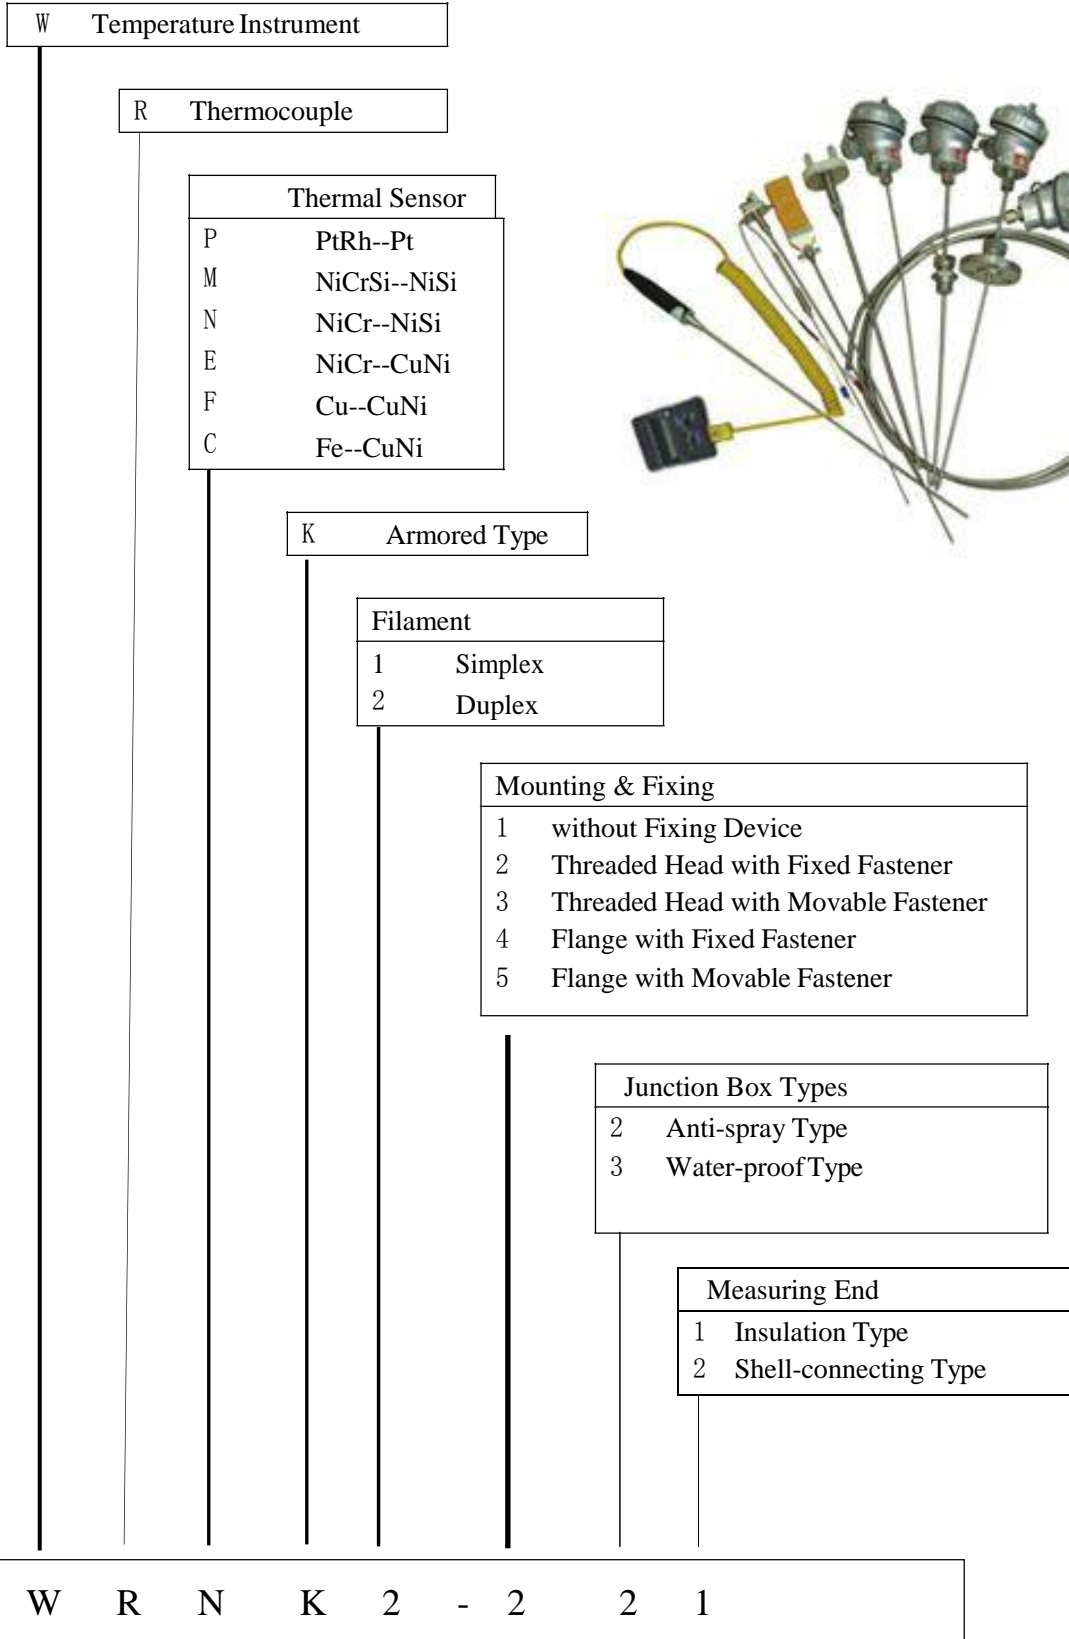 W Temperature Instrument
R Thermocouple
Thermal Sensor
P PtRh--Pt
M NiCrSi--NiSi
N NiCr--NiSi
E NiCr--CuNi
F Cu--CuNi
C Fe--CuNi
K Armored Type
Filament
1 Simplex
2 Duplex
Mounting & Fixing
1 without Fixing Device
2 Threaded Head with Fixed Fastener
3 Threaded Head with Movable Fastener
4 Flange with Fixed Fastener
5 Flange with Movable Fastener
Junction Box Types
2 Anti-spray Type
3 Water-proof Type
Measuring End
1 Insulation Type
2 Shell-connecting Type
W R N K 2 - 2 2 1